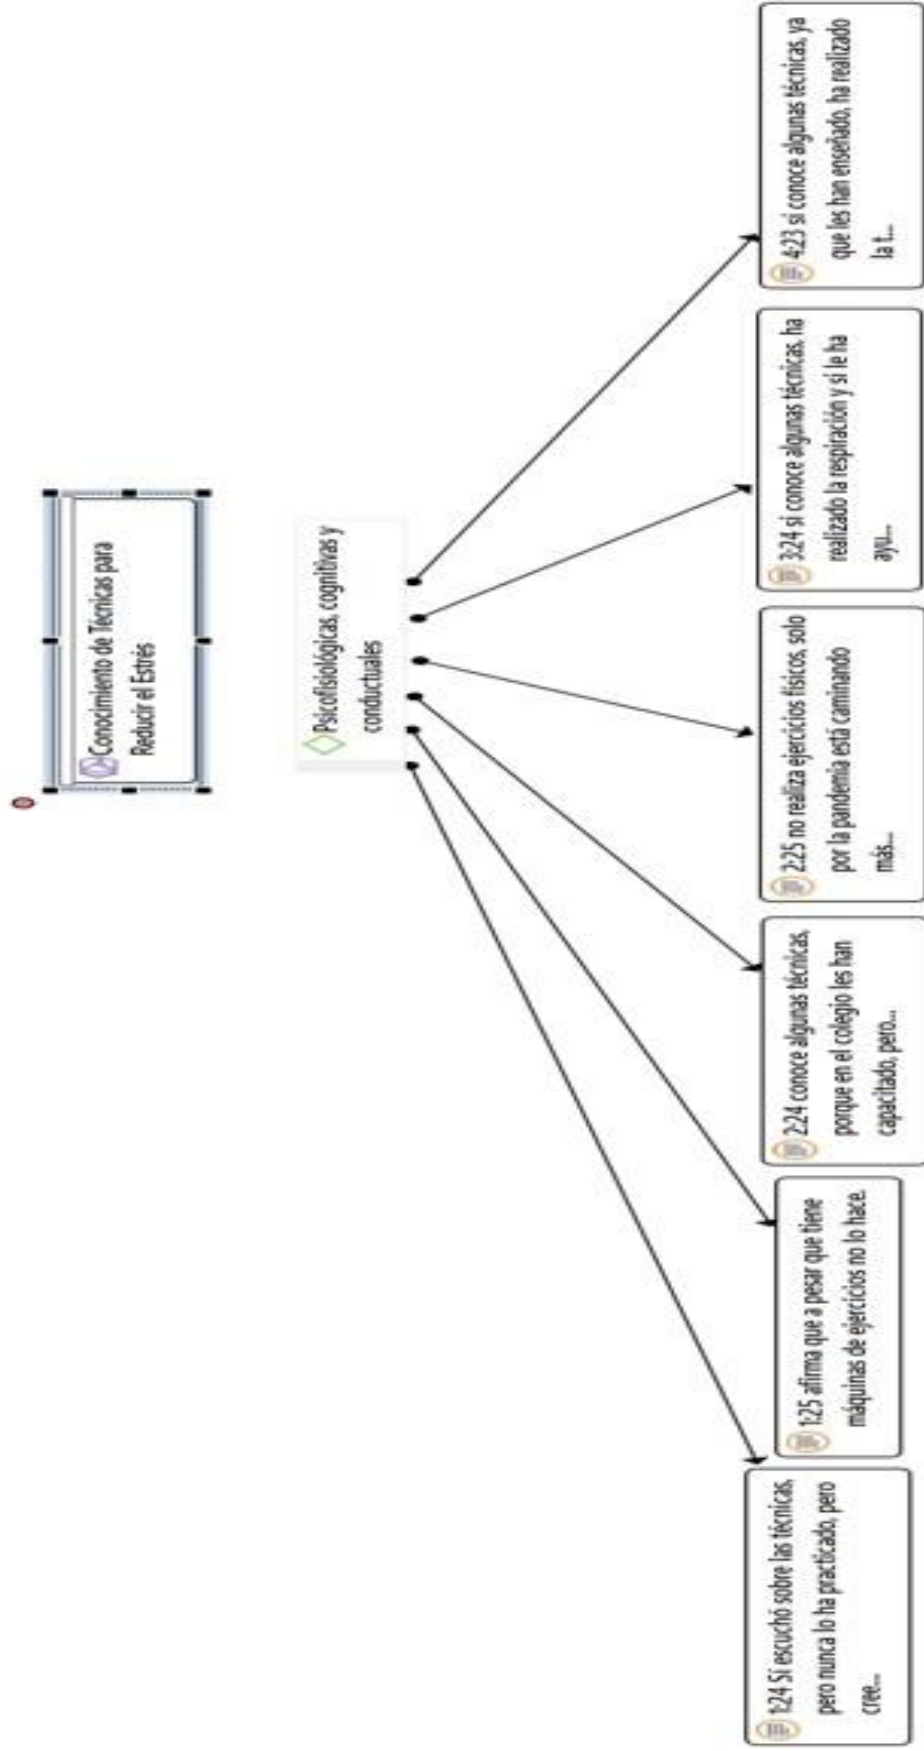 Conocimiento de Técnicas para
Reducir el Estrés
Psicofisiológicas, cognitivas y
conductuales
1:24 Sí escuchó sobre las técnicas,
pero nunca lo ha practicado, pero
cree...
1:25 afirma que a pesar que tiene
máquinas de ejercicios no lo hace.
2:24 conoce algunas técnicas,
porque en el colegio les han
capacitado, pero...
2:25 no realiza ejercicios físicos, solo
por la pandemia está caminando
más...
3:24 si conoce algunas técnicas, ha
realizado la respiración y si le ha
ayu...
4:23 sí conoce algunas técnicas, ya
que les han enseñado, ha realizado
la t...